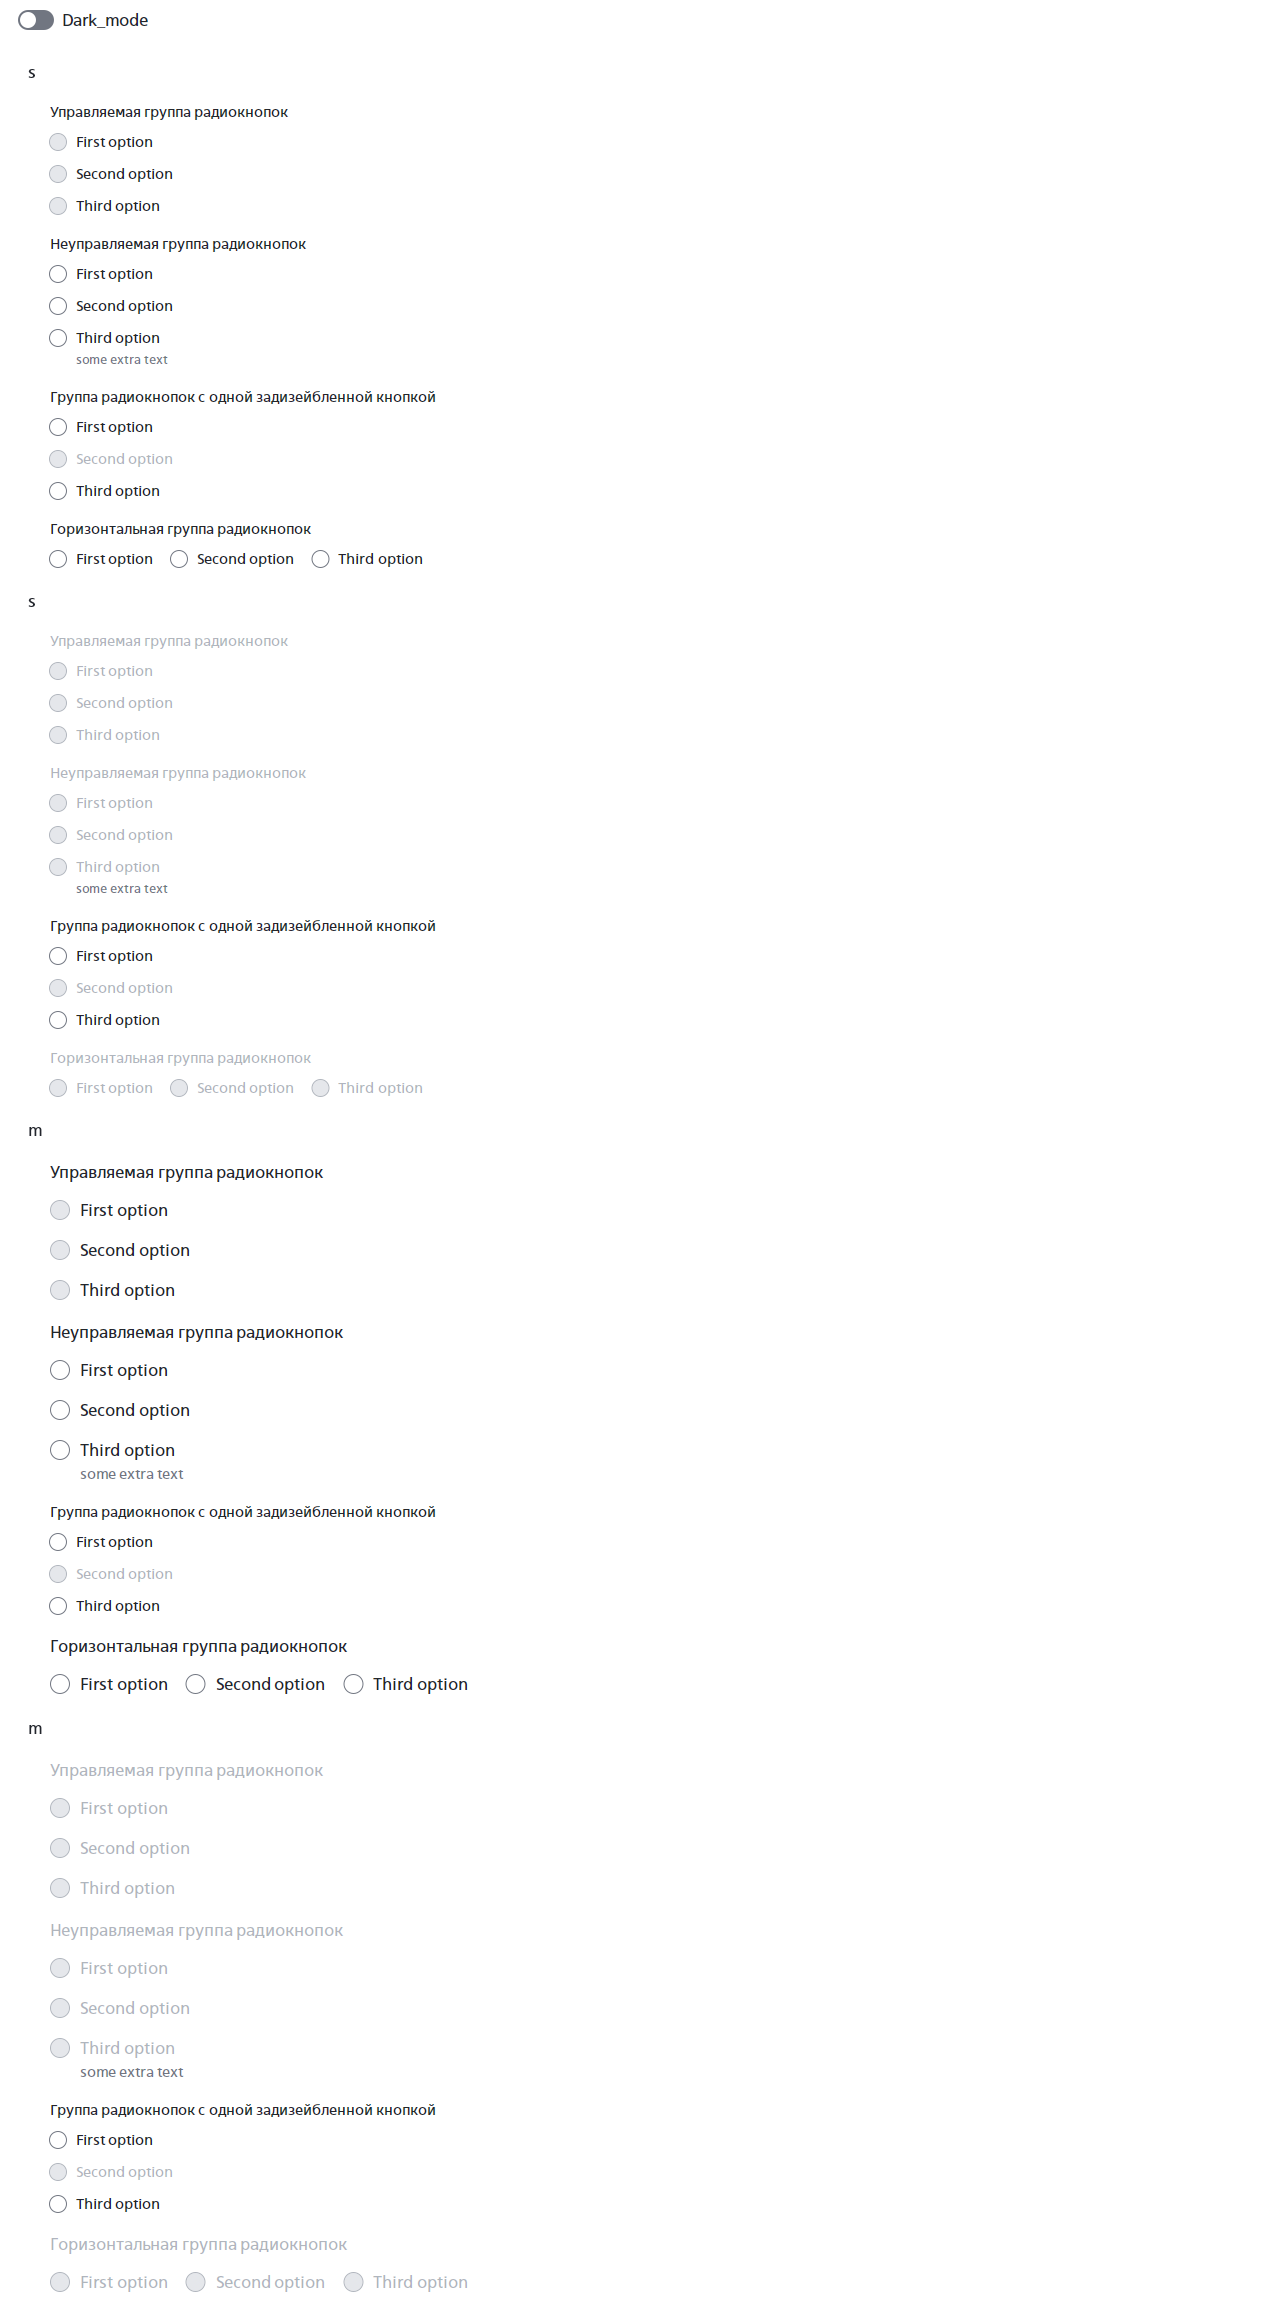 Dark_mode
s
Управляемая группа радиокнопок
First option
Second option
Third option
Неуправляемая группа радиокнопок
First option
Second option
Third option
some extra text
Группа радиокнопок с одной задизейбленной кнопкой
First option
Second option
Third option
Горизонтальная группа радиокнопок
First option Second option Third option
s
Управляемая группа радиокнопок
First option
Second option
Third option
Неуправляемая группа радиокнопок
First option
Second option
Third option
some extra text
Группа радиокнопок с одной задизейбленной кнопкой
First option
Second option
Third option
Горизонтальная группа радиокнопок
First option Second option Third option
m
Управляемая группа радиокнопок
First option
Second option
Third option
Неуправляемая группа радиокнопок
First option
Second option
Third option
some extra text
Группа радиокнопок с одной задизейбленной кнопкой
First option
Second option
Third option
Горизонтальная группа радиокнопок
First option Second option Third option
m
Управляемая группа радиокнопок
First option
Second option
Third option
Неуправляемая группа радиокнопок
First option
Second option
Third option
some extra text
Группа радиокнопок с одной задизейбленной кнопкой
First option
Second option
Third option
Горизонтальная группа радиокнопок
First option Second option Third option